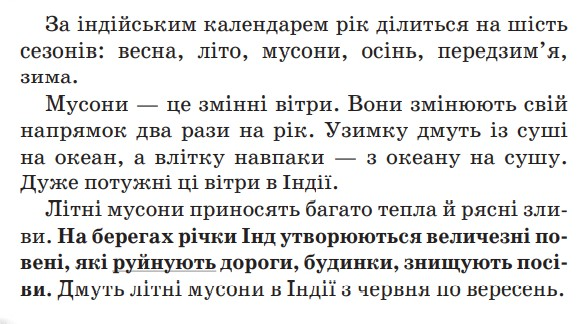 За індійським календарем рік ділиться на шість
сезонів: весна, літо, мусони, осінь, передзим’я,
зима.
Мусони — це змінні вітри. Вони змінюють свій
напрямок два рази на рік. Узимку дмуть із суші
на океан, а влітку навпаки — з океану на сушу.
Дуже потужні ці вітри в Індії.
Літні мусони приносять багато тепла й рясні зли-
ви. На берегах річки Інд утворюються величезні по-
вені, які руйнують дороги, будинки, знищують посі-
ви. Дмуть літні мусони в Індії з червня по вересень.